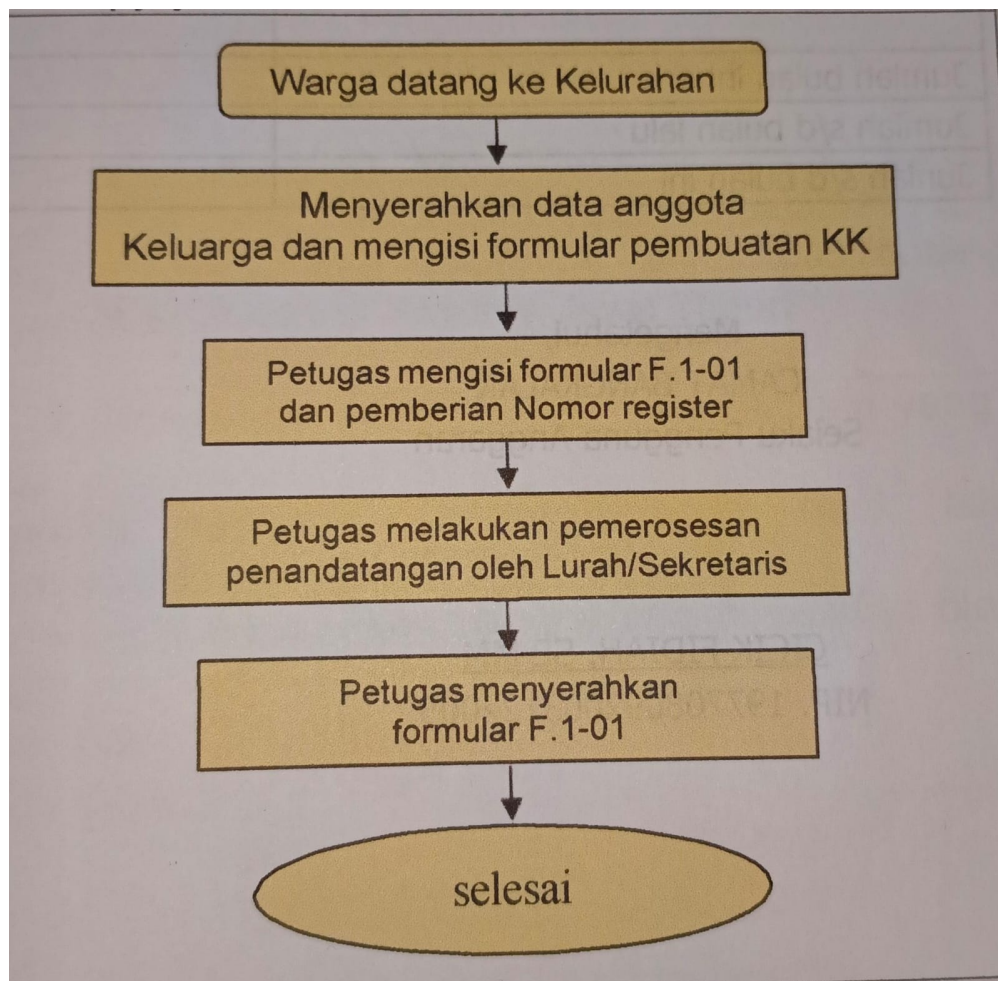 Warga datang ke Kelurahan
Menyerahkan data anggota
Keluarga dan mengisi formular pembuatan KK
Petugas mengisi formular F.1-01
dan pemberian Nomor register
Petugas melakukan pemerosesan
penandatangan oleh Lurah/Sekretaris
Petugas menyerahkan
formular F.1-01
selesai